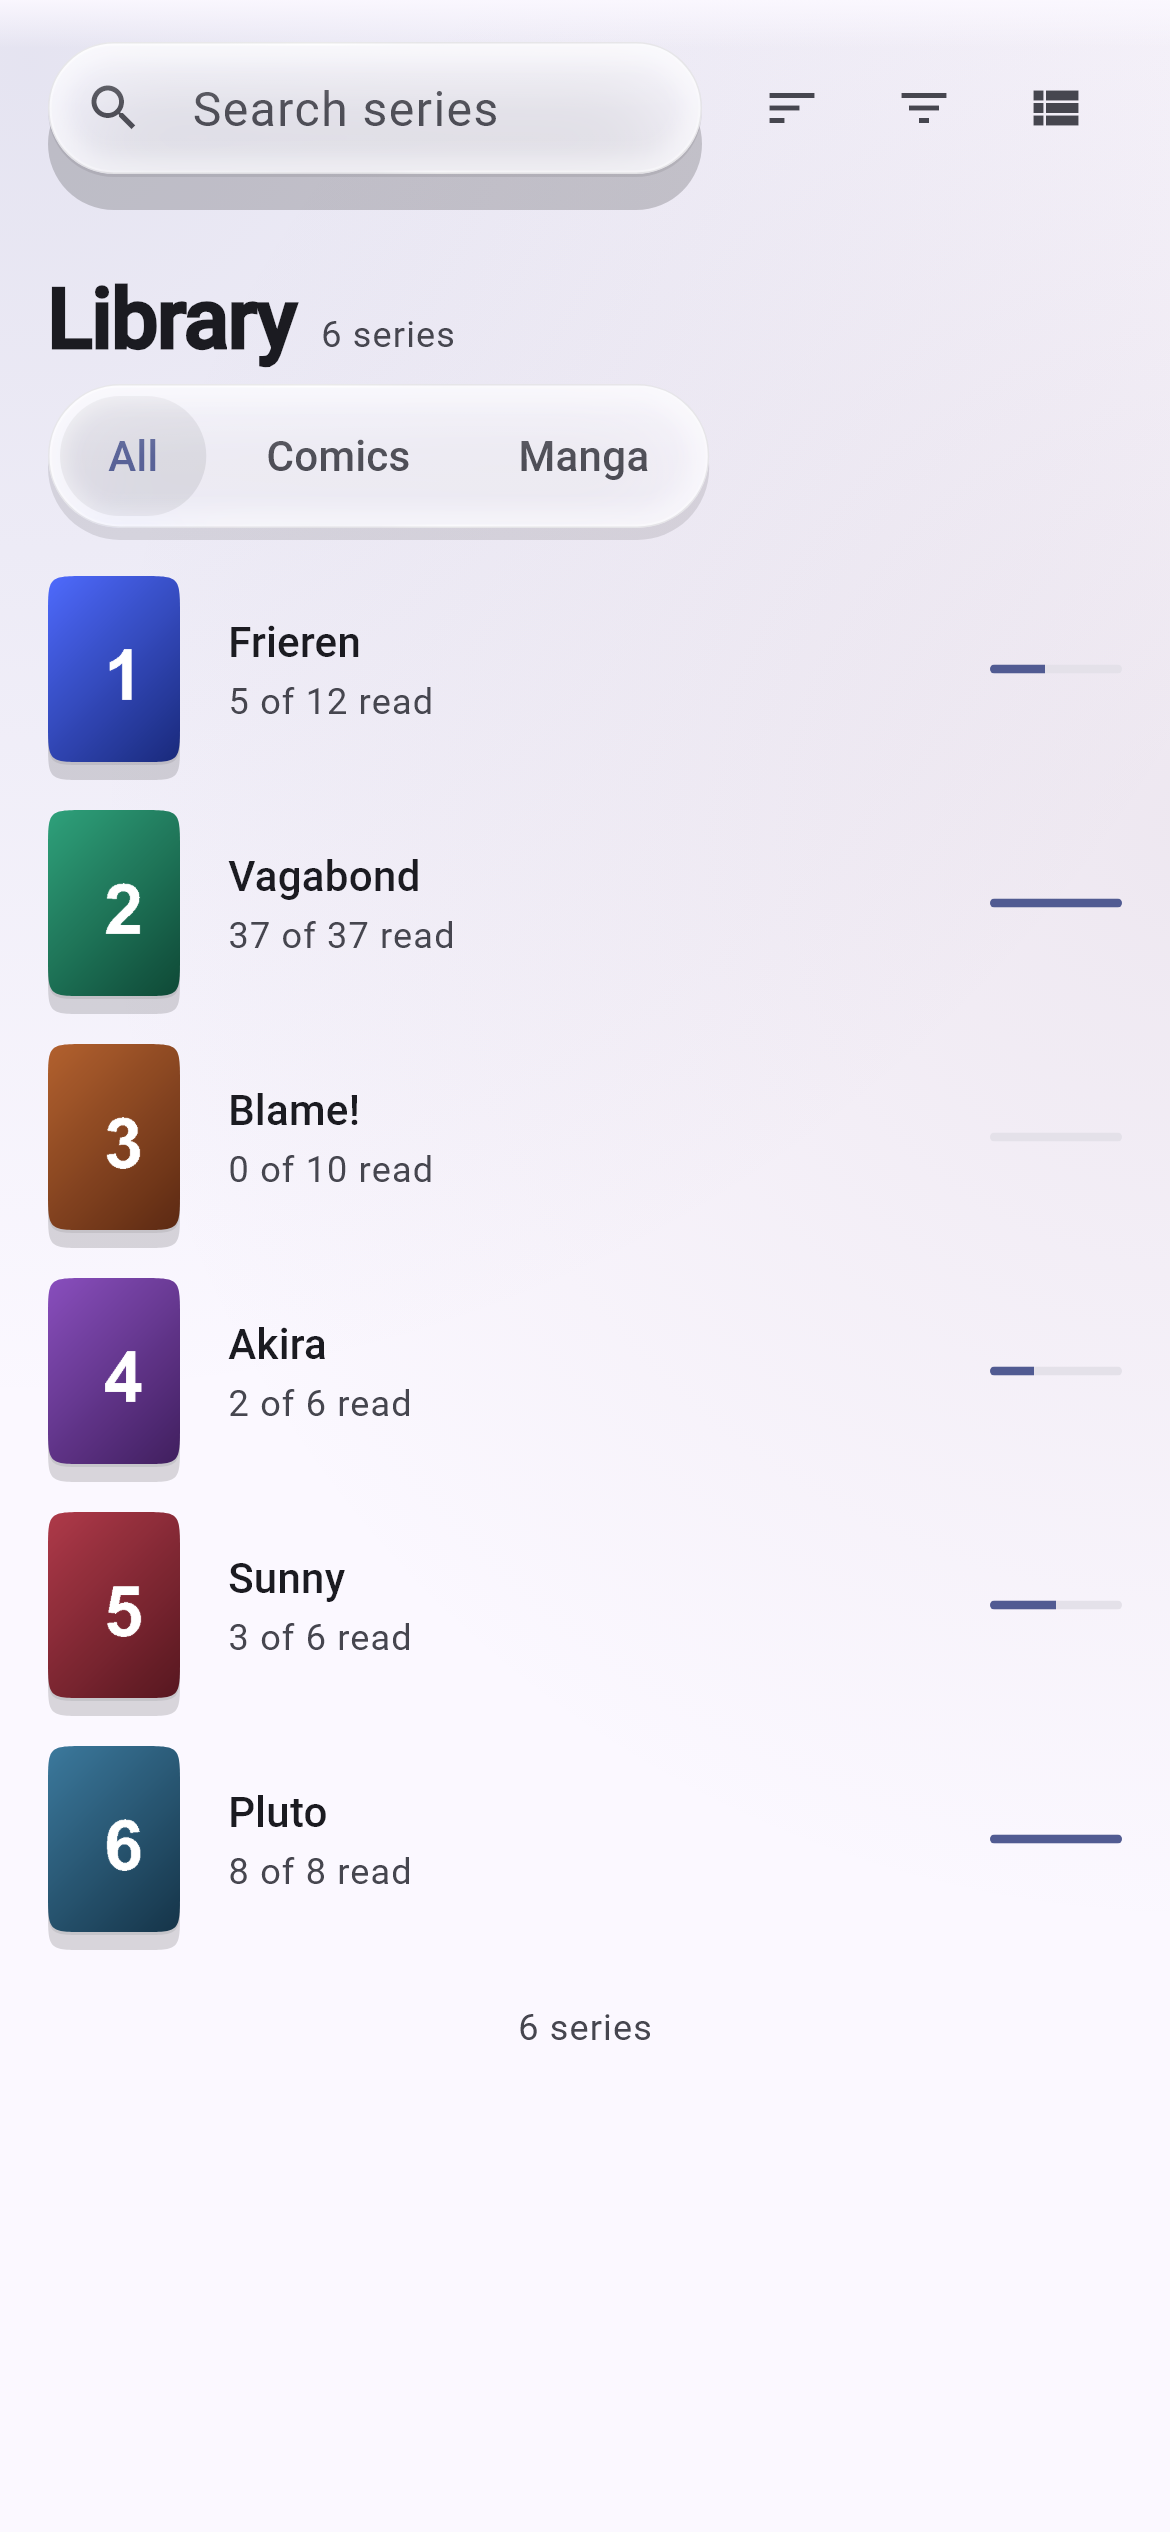 Search series
Library 6 series
All Comics Manga
1
Frieren
5 of 12 read
2
Vagabond
37 of 37 read
3
Blame!
0 of 10 read
4
Akira
2 of 6 read
5
Sunny
3 of 6 read
6
Pluto
8 of 8 read
6 series